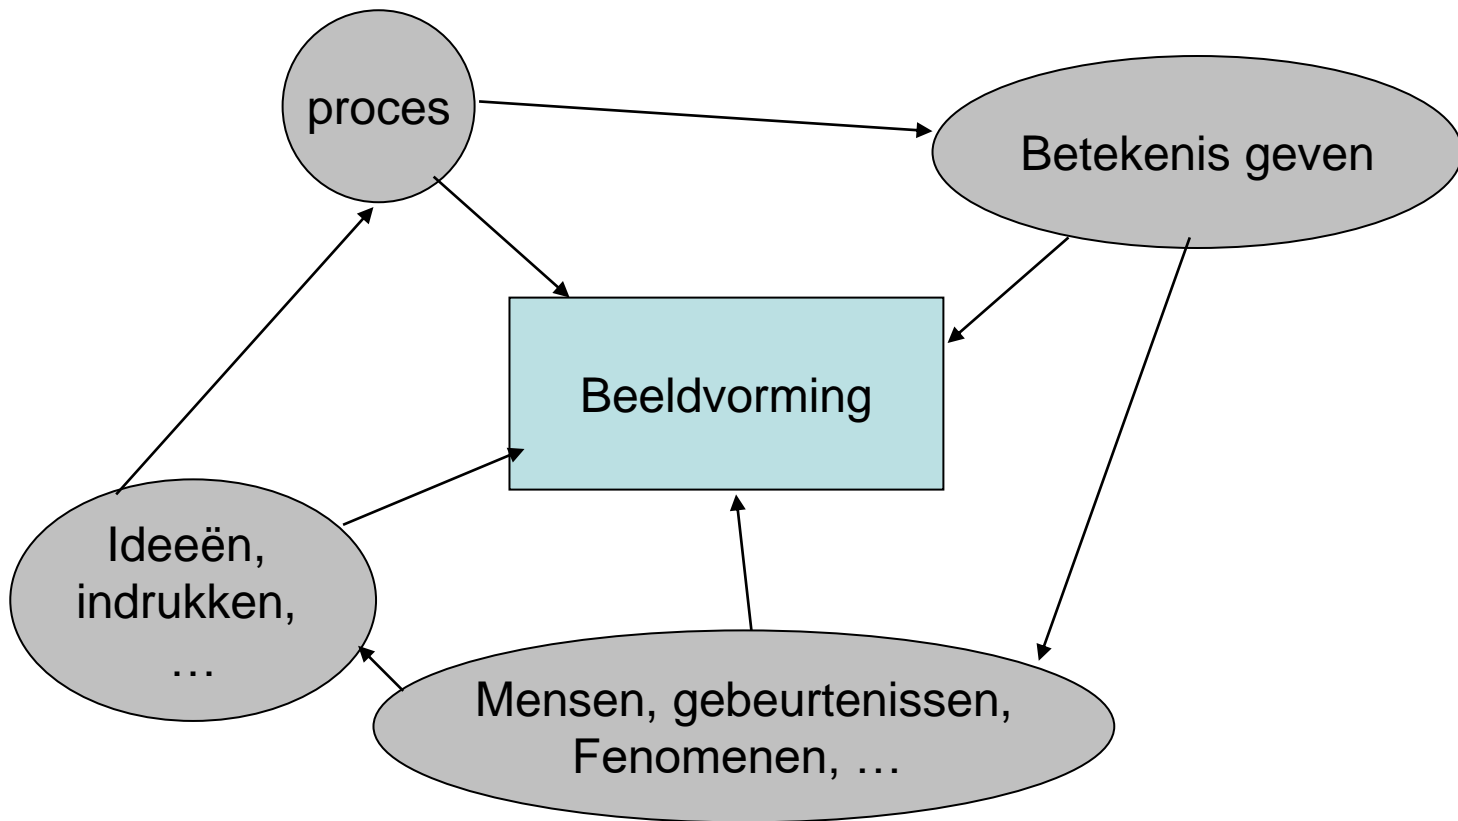 proces
Betekenis geven
Beeldvorming
Ideeën,
indrukken,
…
Mensen, gebeurtenissen,
Fenomenen, …